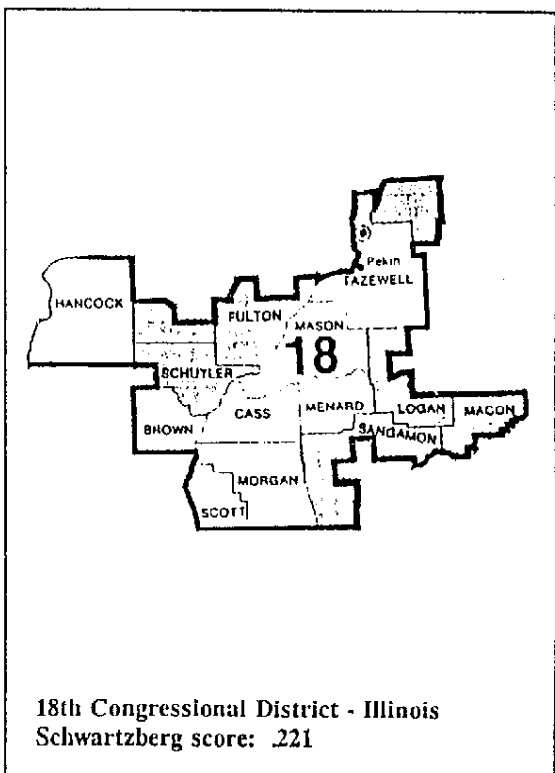 Pekin
TAZEWELL
HANCOCK
FULTON
MASON
18
SCHUYLER
MENARD
LOGAN
MACON
CASS
BROWN
SANGAMON
MORGAN
SCOTT
18th Congressional District - Illinois
Schwartzberg score: .221